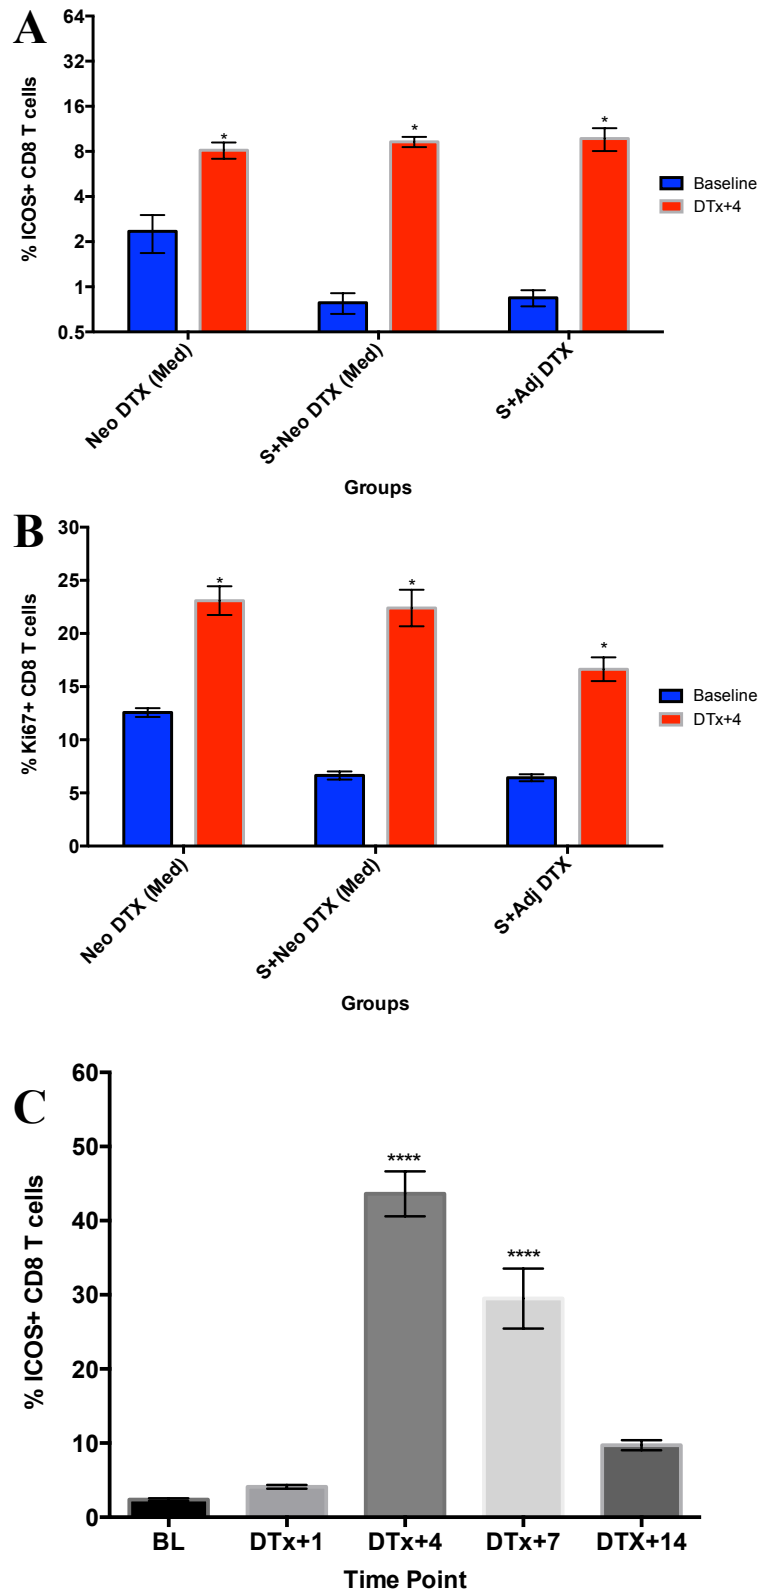 A
% ICOS+ CD8 T cells
64
32
16
8
4
2
1
0.5
* * *
Baseline
DTx+4
Neo DTX (Med)
S+Neo DTX (Med)
S+Adj DTX
Groups
B
% Ki67+ CD8 T cells
30
25
20
15
10
5
0
* * *
Baseline
DTx+4
Neo DTX (Med)
S+Neo DTX (Med)
S+Adj DTX
Groups
C
% ICOS+ CD8 T cells
60
50
40
30
20
10
0
****
****
BL DTx+1 DTx+4 DTx+7 DTX+14
Time Point